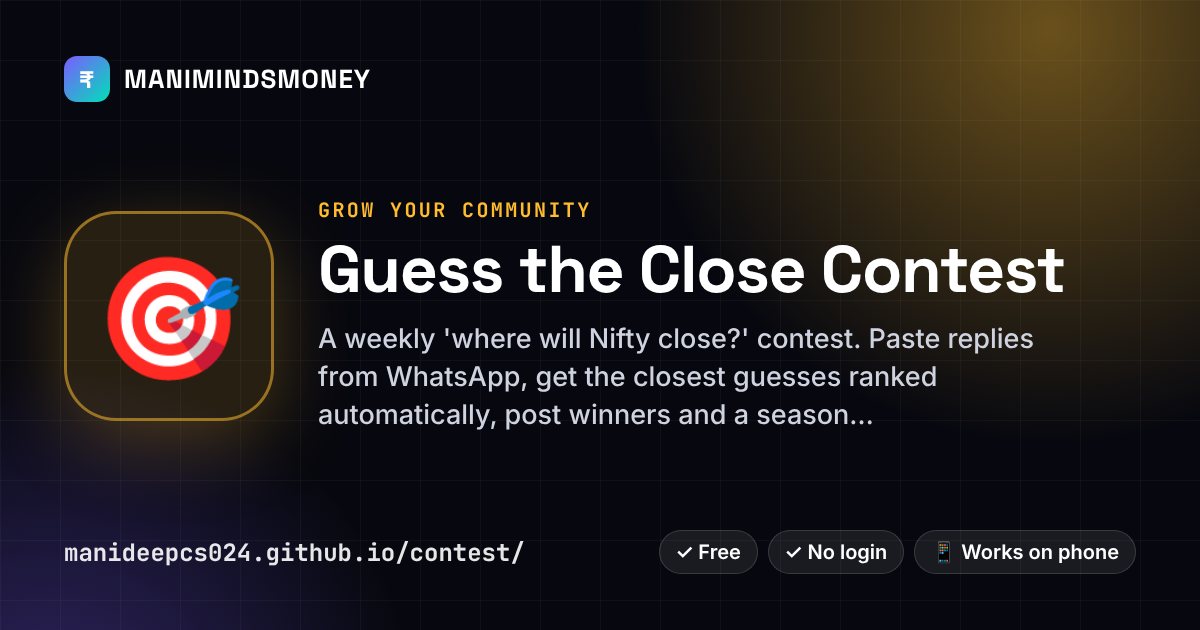 ₹ MANIMINDSMONEY
GROW YOUR COMMUNITY
Guess the Close Contest
A weekly 'where will Nifty close?' contest. Paste replies
from WhatsApp, get the closest guesses ranked
automatically, post winners and a season...
manideepcs024.github.io/contest/
✓ Free
✓ No login
Works on phone